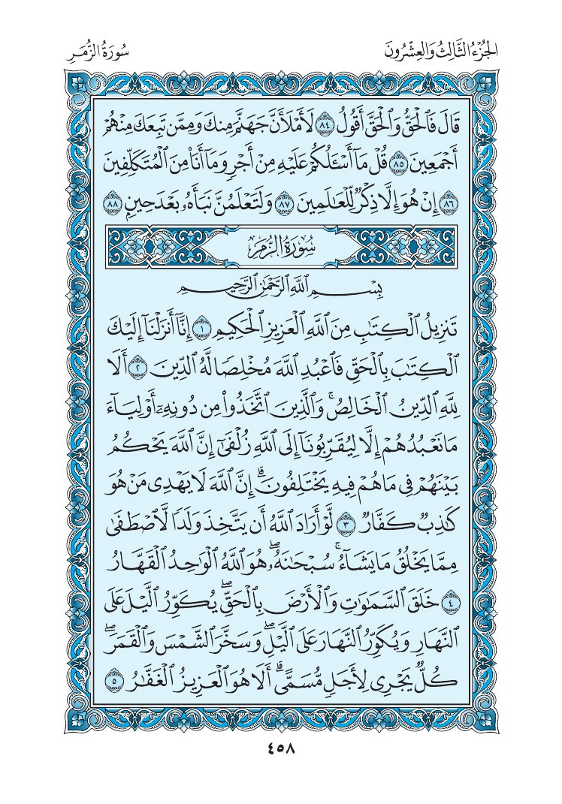 الجُزْءُ الثَّالِثُ وَالعِشْرُونَ
سُورَةُ الزُّمَرِ
قَالَ فَٱلْحَقُّ وَٱلْحَقَّ أَقُولُ ٨٤ لَأَمْلَأَنَّ جَهَنَّمَ مِنكَ وَمِمَّن تَبِعَكَ مِنْهُمْ
أَجْمَعِينَ ٨٥ قُلْ مَآ أَسْـَٔلُكُمْ عَلَيْهِ مِنْ أَجْرٍ وَمَآ أَنَا۠ مِنَ ٱلْمُتَكَلِّفِينَ
٨٦ إِنْ هُوَ إِلَّا ذِكْرٌ لِّلْعَٰلَمِينَ ٨٧ وَلَتَعْلَمُنَّ نَبَأَهُۥ بَعْدَ حِينٍۭ ٨٨
سُورَةُ الزُّمَرِ
بِسْمِ ٱللَّهِ ٱلرَّحْمَٰنِ ٱلرَّحِيمِ
تَنزِيلُ ٱلْكِتَٰبِ مِنَ ٱللَّهِ ٱلْعَزِيزِ ٱلْحَكِيمِ ١ إِنَّآ أَنزَلْنَآ إِلَيْكَ
ٱلْكِتَٰبَ بِٱلْحَقِّ فَٱعْبُدِ ٱللَّهَ مُخْلِصًا لَّهُ ٱلدِّينَ ٢ أَلَا
لِلَّهِ ٱلدِّينُ ٱلْخَالِصُ ۚ وَٱلَّذِينَ ٱتَّخَذُوا۟ مِن دُونِهِۦٓ أَوْلِيَآءَ
مَا نَعْبُدُهُمْ إِلَّا لِيُقَرِّبُونَآ إِلَى ٱللَّهِ زُلْفَىٰٓ إِنَّ ٱللَّهَ يَحْكُمُ
بَيْنَهُمْ فِى مَا هُمْ فِيهِ يَخْتَلِفُونَ ۗ إِنَّ ٱللَّهَ لَا يَهْدِى مَنْ هُوَ
كَٰذِبٌ كَفَّارٌ ٣ لَّوْ أَرَادَ ٱللَّهُ أَن يَتَّخِذَ وَلَدًا لَّٱصْطَفَىٰ
مِمَّا يَخْلُقُ مَا يَشَآءُ ۚ سُبْحَٰنَهُۥ ۖ هُوَ ٱللَّهُ ٱلْوَٰحِدُ ٱلْقَهَّارُ
٤ خَلَقَ ٱلسَّمَٰوَٰتِ وَٱلْأَرْضَ بِٱلْحَقِّ ۖ يُكَوِّرُ ٱلَّيْلَ عَلَى
ٱلنَّهَارِ وَيُكَوِّرُ ٱلنَّهَارَ عَلَى ٱلَّيْلِ ۖ وَسَخَّرَ ٱلشَّمْسَ وَٱلْقَمَرَ ۖ
كُلٌّ يَجْرِى لِأَجَلٍ مُّسَمًّى ۗ أَلَا هُوَ ٱلْعَزِيزُ ٱلْغَفَّٰرُ ٥
٤٥٨